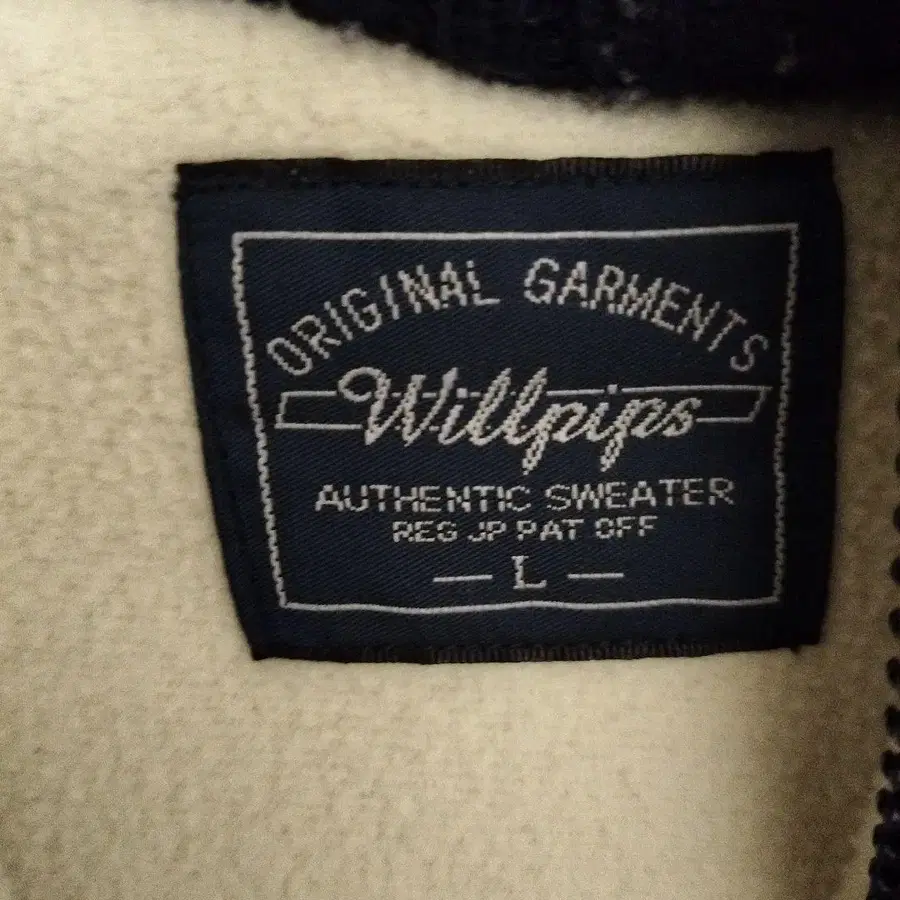 ORIGINAL GARMENTS
Willpips
AUTHENTIC SWEATER
REG JP PAT OFF
— L —